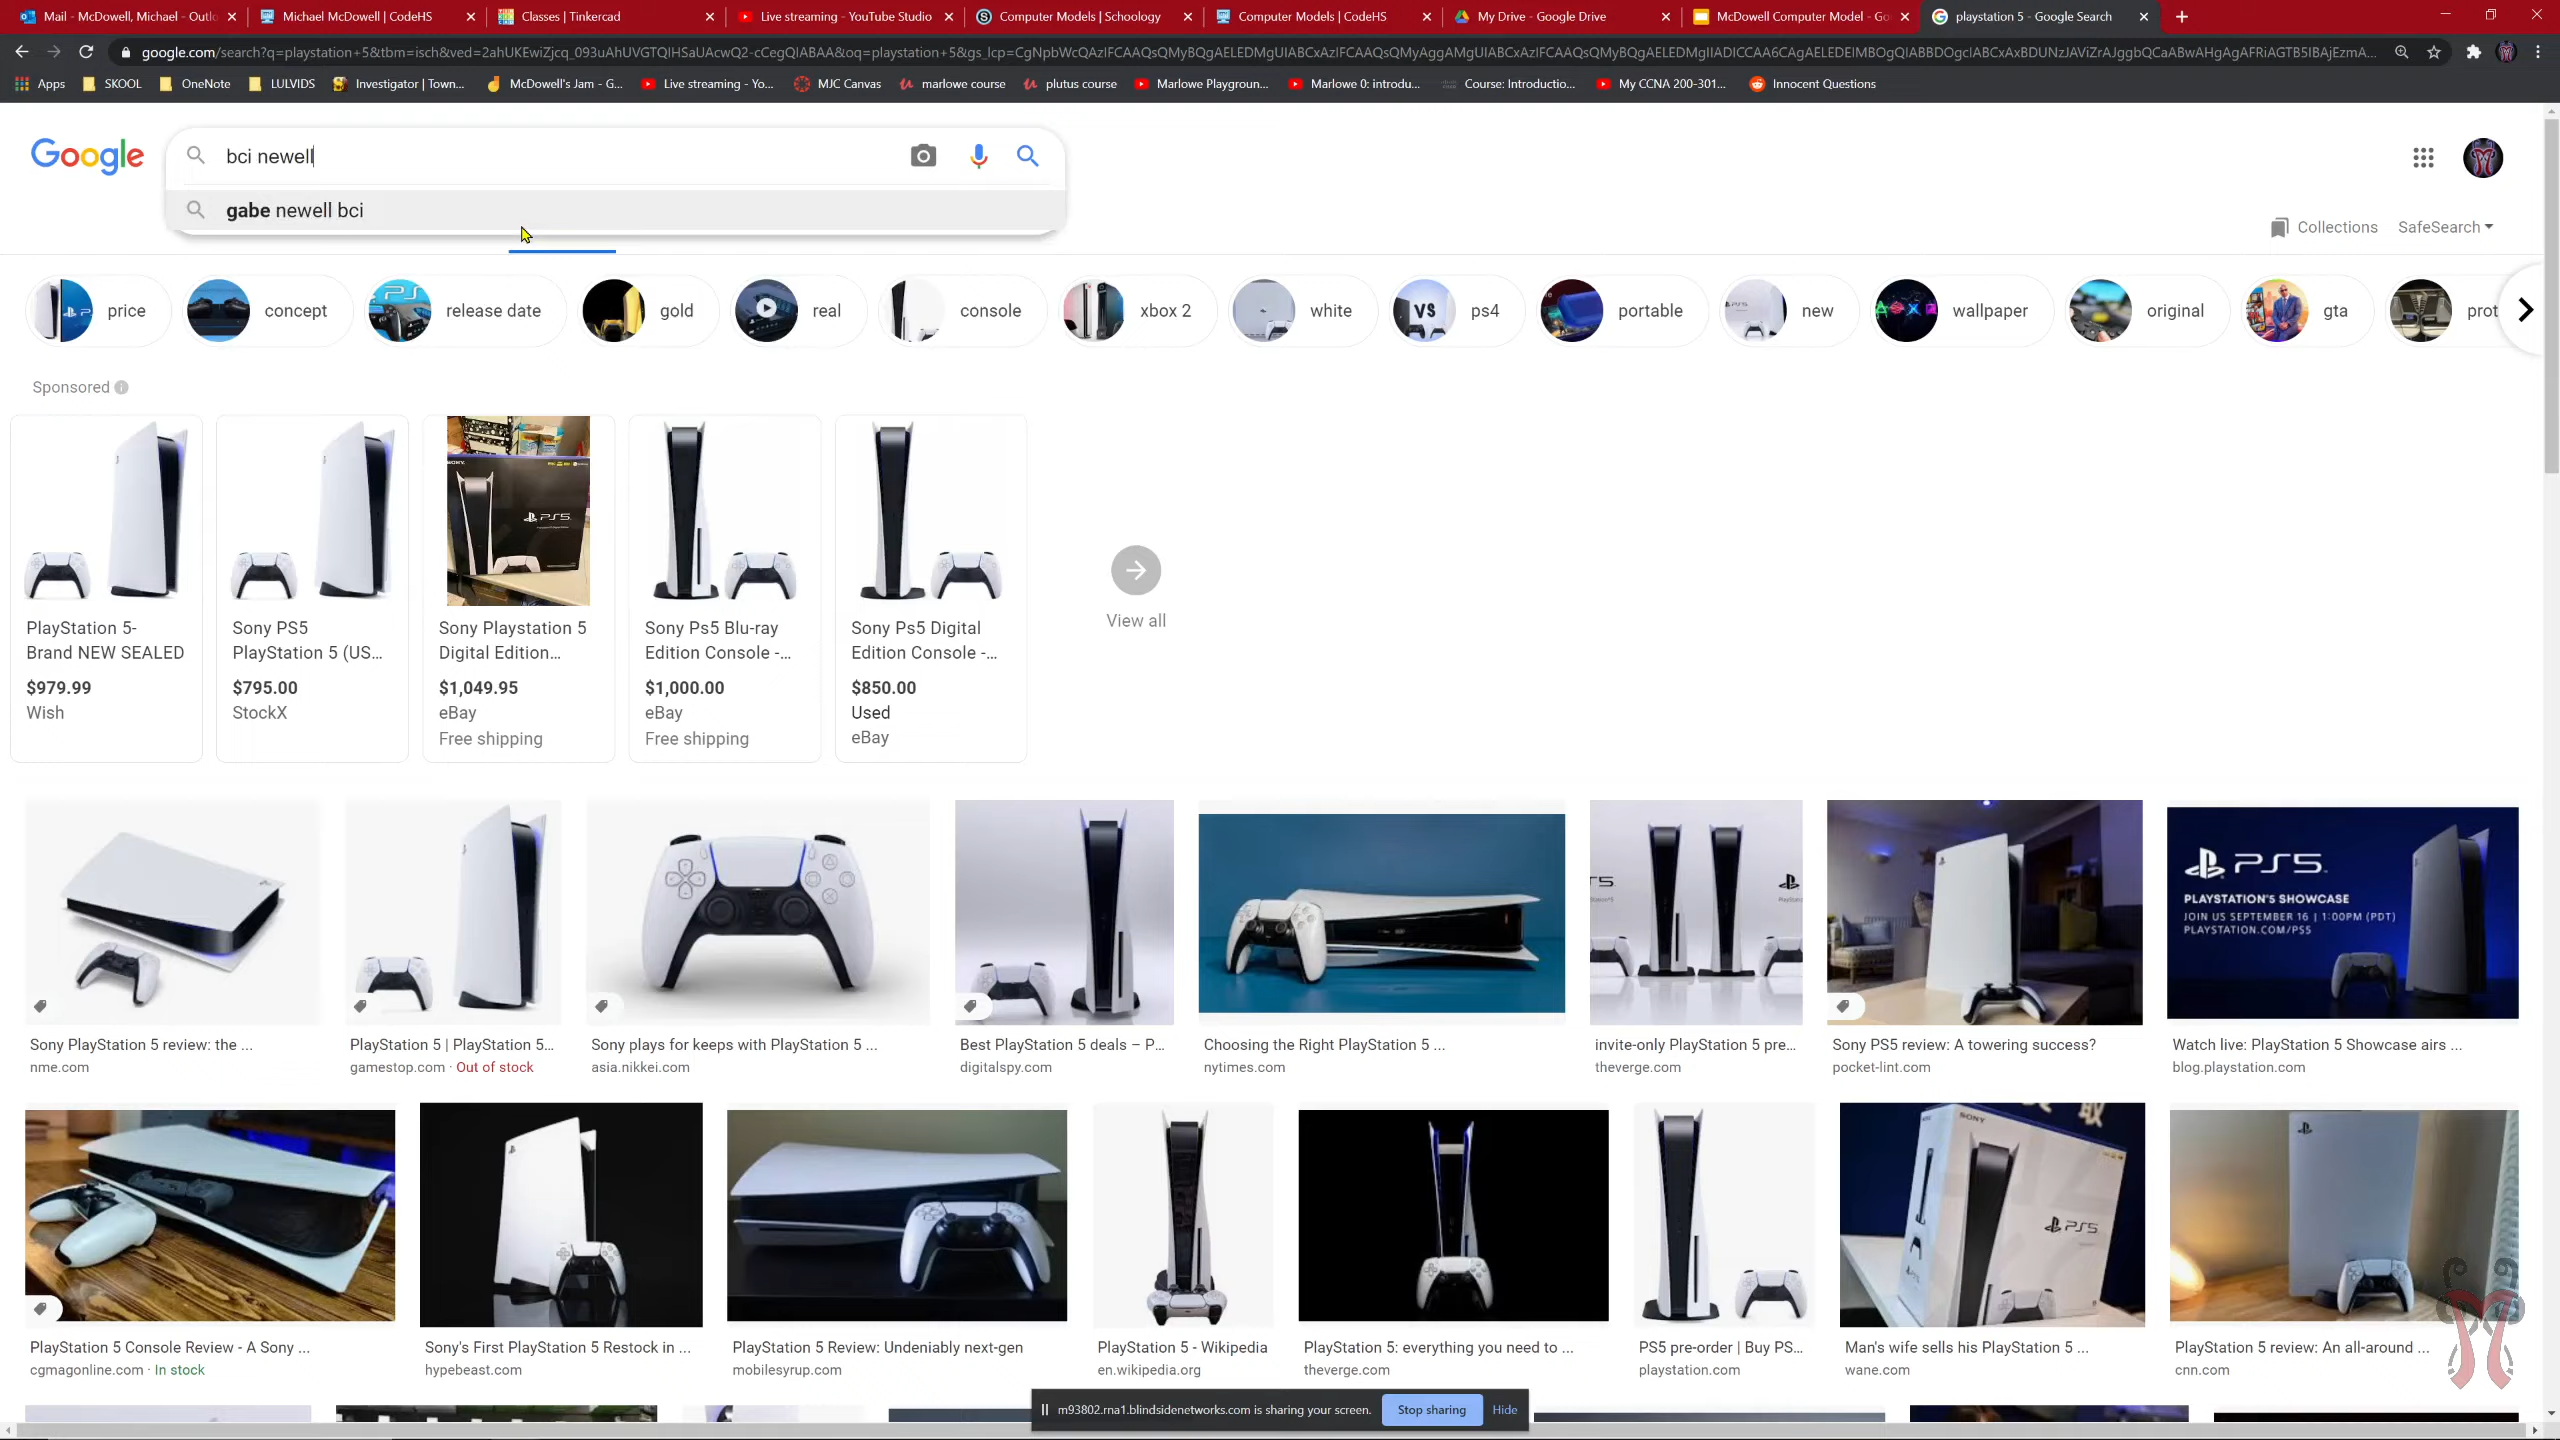 Mail - McDowell, Michael - Outlo
Michael McDowell | CodeHS
Classes | Tinkercad
Live streaming - YouTube Studio
Computer Models | Schoology
Computer Models | CodeHS
My Drive - Google Drive
McDowell Computer Model - Go
playstation 5 - Google Search
Apps
SKOOL
OneNote
LULVIDS
Investigator | Town...
McDowell's Jam - G...
Live streaming - Yo...
MJC Canvas
marlowe course
plutus course
Marlowe Playgroun...
Marlowe 0: introdu...
Course: Introductio...
My CCNA 200-301...
Innocent Questions
Google
bci newell
gabe newell bci
Collections
SafeSearch
price
concept
release date
gold
real
console
xbox 2
white
ps4
portable
new
wallpaper
original
gta
prot
Sponsored
PlayStation 5-
Brand NEW SEALED
$979.99
Wish
Sony PS5
PlayStation 5 (US...
$795.00
StockX
Sony Playstation 5
Digital Edition...
$1,049.95
eBay
Free shipping
Sony Ps5 Blu-ray
Edition Console -...
$1,000.00
eBay
Free shipping
Sony Ps5 Digital
Edition Console -...
$850.00
Used
eBay
View all
PS5
PLAYSTATION'S SHOWCASE
JOIN US SEPTEMBER 16 | 1:00PM (PDT)
PLAYSTATION.COM/PS5
Sony PlayStation 5 review: the ...
nme.com
PlayStation 5 | PlayStation 5...
gamestop.com · Out of stock
Sony plays for keeps with PlayStation 5 ...
asia.nikkei.com
Best PlayStation 5 deals – P...
digitalspy.com
Choosing the Right PlayStation 5 ...
nytimes.com
invite-only PlayStation 5 pre...
theverge.com
Sony PS5 review: A towering success?
pocket-lint.com
Watch live: PlayStation 5 Showcase airs ...
blog.playstation.com
SONY
PS5
PlayStation 5 Console Review - A Sony ...
cgmagonline.com · In stock
Sony's First PlayStation 5 Restock in ...
hypebeast.com
PlayStation 5 Review: Undeniably next-gen
mobilesyrup.com
PlayStation 5 - Wikipedia
en.wikipedia.org
PlayStation 5: everything you need to ...
theverge.com
PS5 pre-order | Buy PS...
playstation.com
Man's wife sells his PlayStation 5 ...
wane.com
PlayStation 5 review: An all-around ...
cnn.com
m93802.rna1.blindsidenetworks.com is sharing your screen.
Stop sharing
Hide